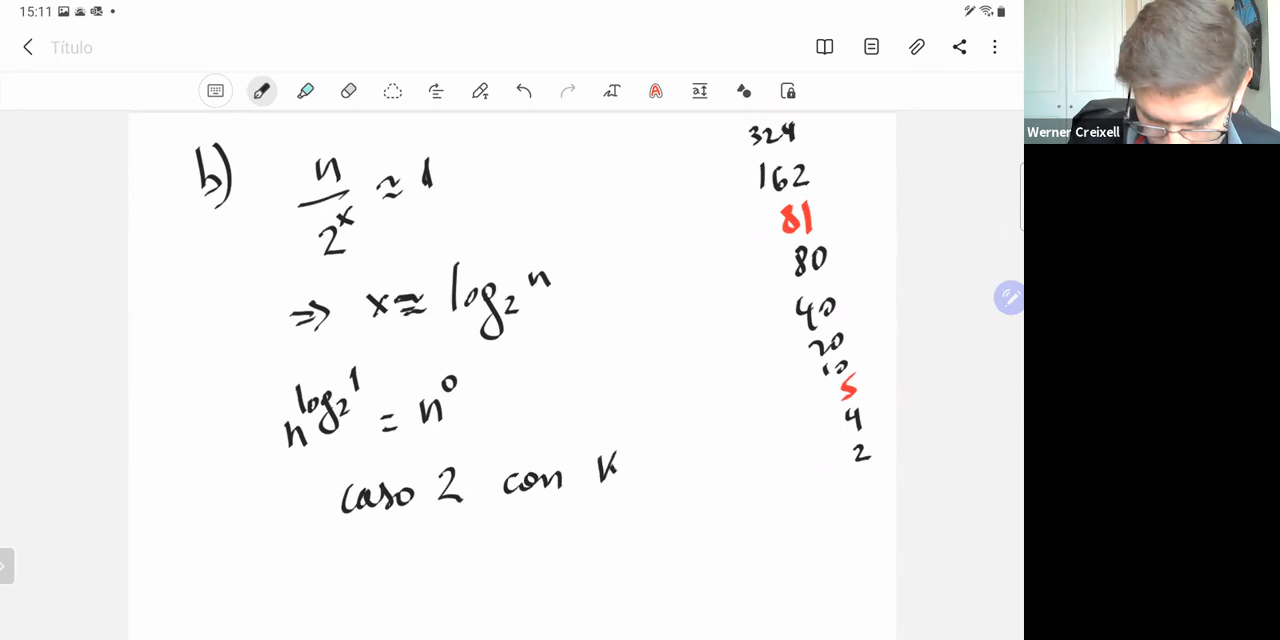 15:11
Título
Werner Creixell
b) n/2^x ≈ 1
⇒ x ≈ log₂ n
n^(log₂ 1) = n^0
caso 2 con K
324
162
81
80
40
20
10
5
4
2